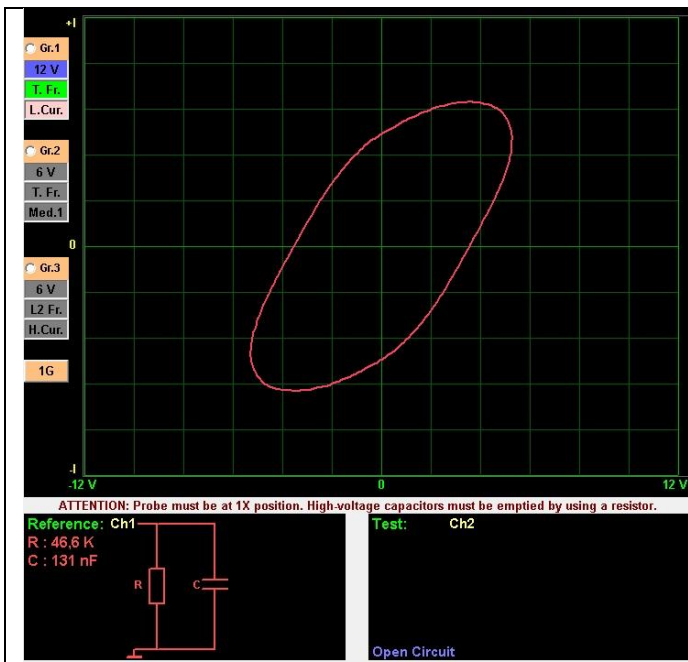 +I
Gr.1
12 V
T. Fr.
L.Cur.
Gr.2
6 V
T. Fr.
Med.1
0
Gr.3
6 V
L2 Fr.
H.Cur.
1G
-I
-12 V 0 12 V
ATTENTION: Probe must be at 1X position. High-voltage capacitors must be emptied by using a resistor.
Reference: Ch1
R : 46,6 K
C : 131 nF
R C
Test: Ch2
Open Circuit